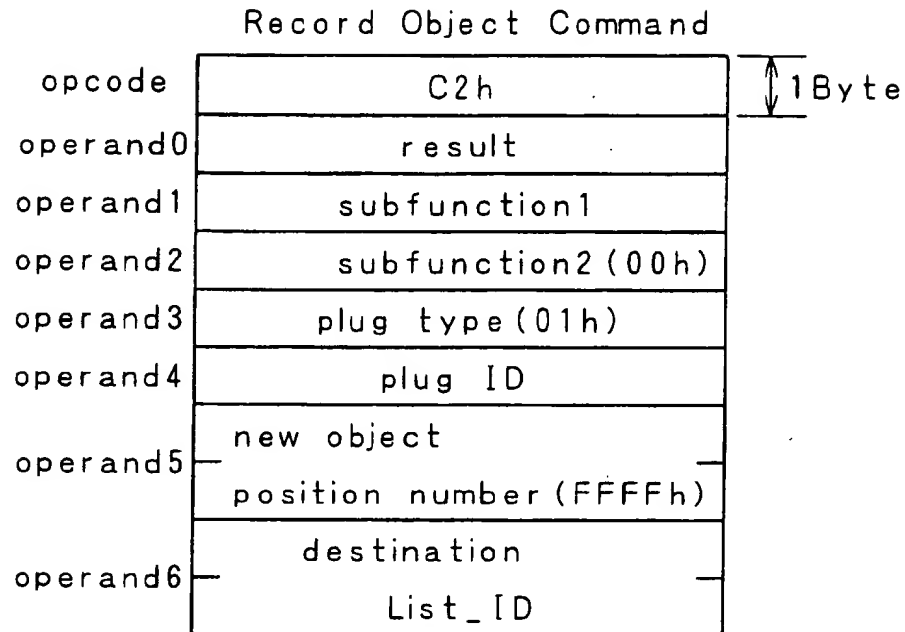 Record Object Command
opcode C2h 1Byte
operand0 result
operand1 subfunction1
operand2 subfunction2(00h)
operand3 plug type(01h)
operand4 plug ID
new object
operand5
position number(FFFFh)
destination
operand6
List_ID